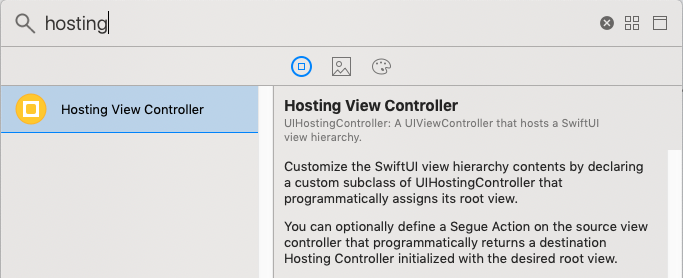 hosting
Hosting View Controller
Hosting View Controller
UIHostingController: A UIViewController that hosts a SwiftUI
view hierarchy.
Customize the SwiftUI view hierarchy contents by declaring
a custom subclass of UIHostingController that
programmatically assigns its root view.
You can optionally define a Segue Action on the source view
controller that programmatically returns a destination
Hosting Controller initialized with the desired root view.